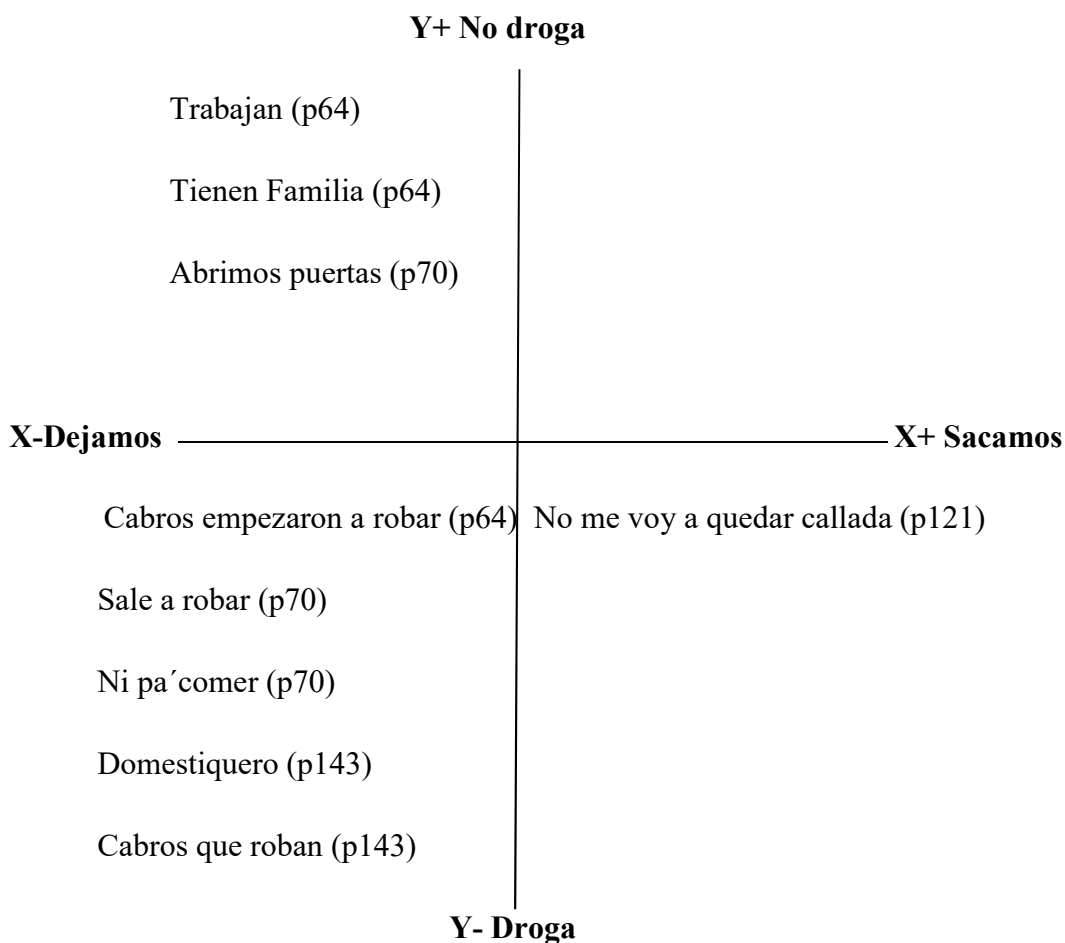 Y+ No droga
Trabajan (p64)
Tienen Familia (p64)
Abrimos puertas (p70)
X-Dejamos
X+ Sacamos
Cabros empezaron a robar (p64)
No me voy a quedar callada (p121)
Sale a robar (p70)
Ni pa´comer (p70)
Domestiquero (p143)
Cabros que roban (p143)
Y- Droga